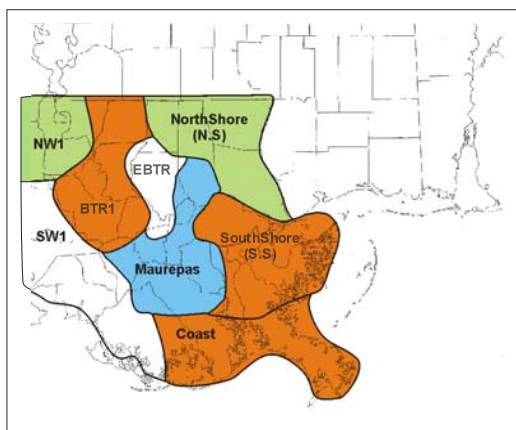 NorthShore
(N.S)
NW1
EBTR
BTR1
SW1
SouthShore
(S.S)
Maurepas
Coast